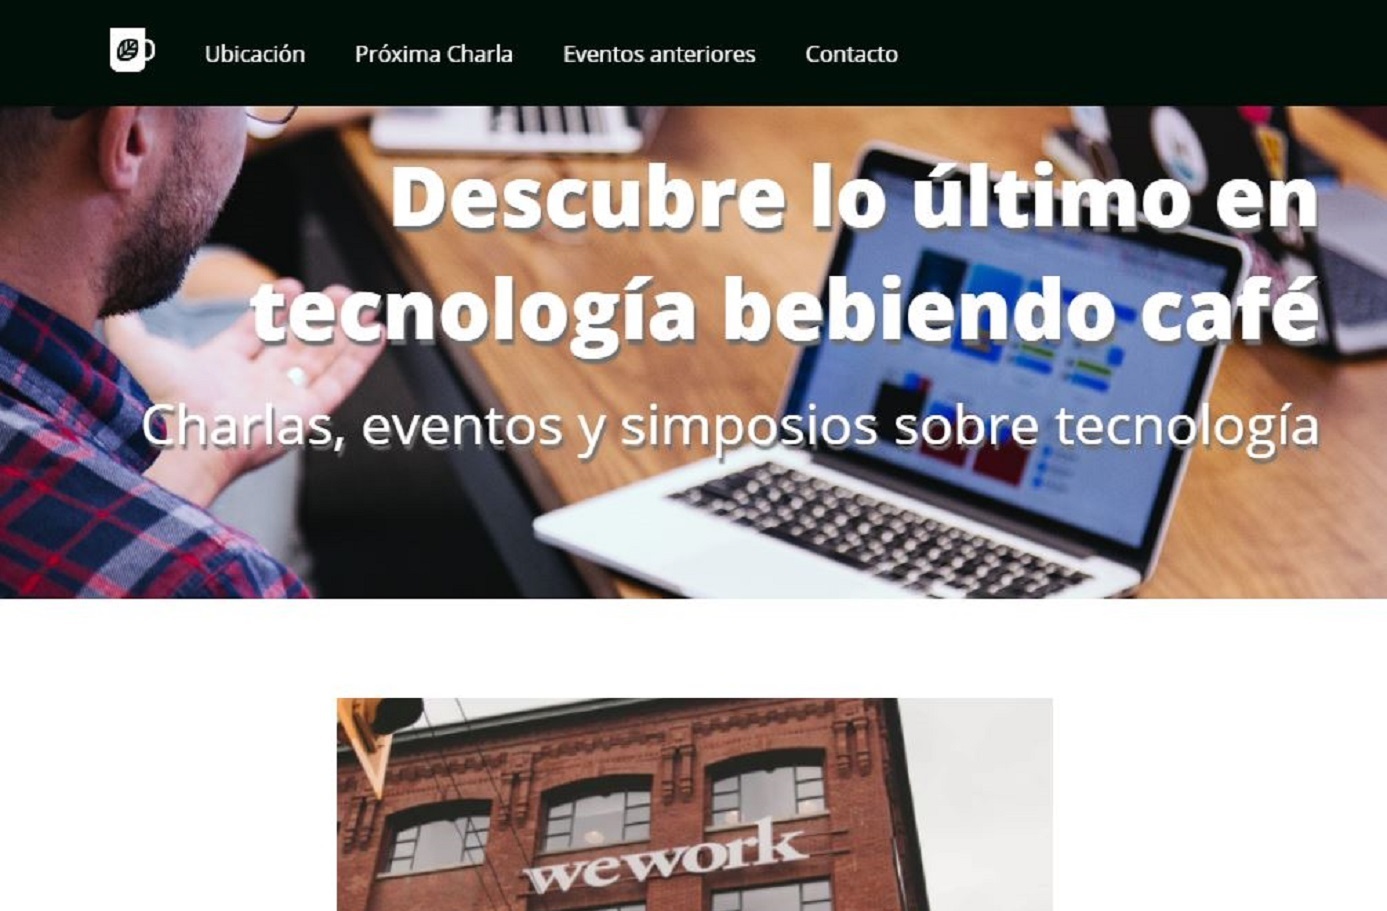 Ubicación Próxima Charla Eventos anteriores Contacto
Descubre lo último en
tecnología bebiendo café
Charlas, eventos y simposios sobre tecnología
wework